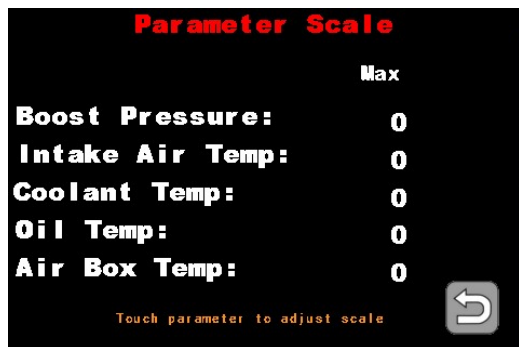 Parameter Scale
Max
Boost Pressure: 0
Intake Air Temp: 0
Coolant Temp: 0
Oil Temp: 0
Air Box Temp: 0
Touch parameter to adjust scale